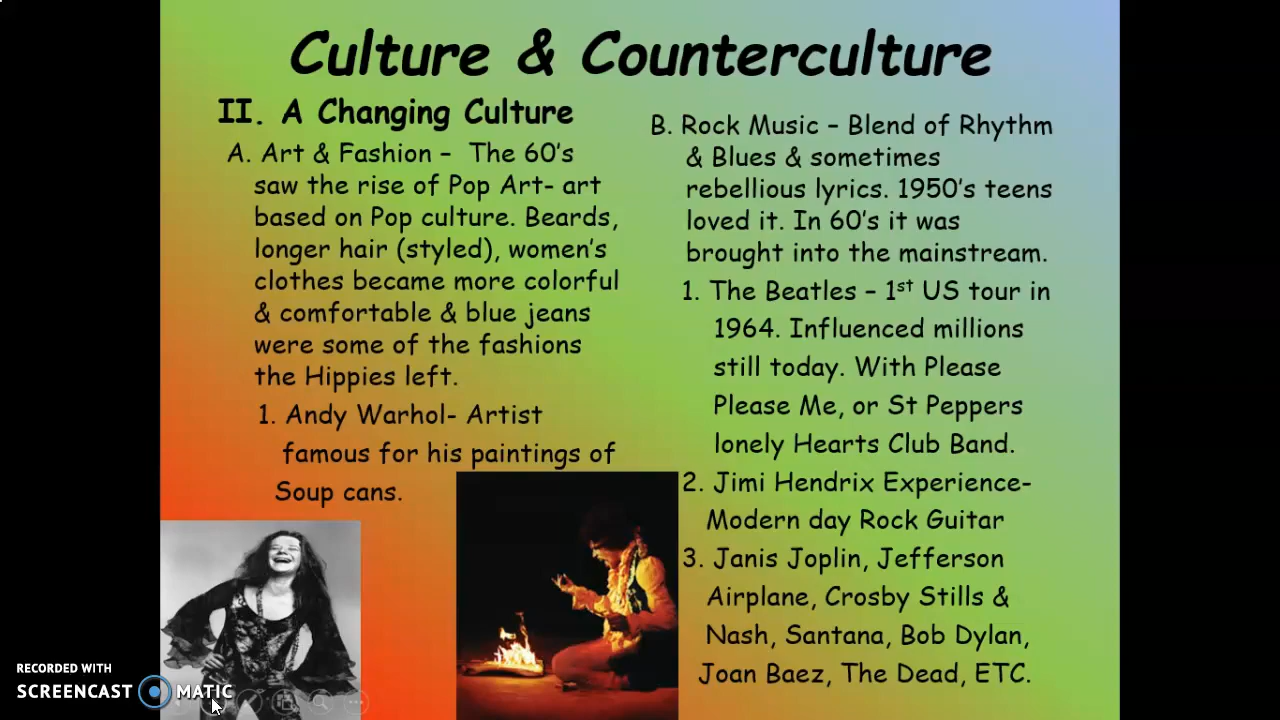 Culture & Counterculture
II. A Changing Culture
A. Art & Fashion – The 60's
saw the rise of Pop Art- art
based on Pop culture. Beards,
longer hair (styled), women's
clothes became more colorful
& comfortable & blue jeans
were some of the fashions
the Hippies left.
1. Andy Warhol- Artist
famous for his paintings of
Soup cans.
B. Rock Music – Blend of Rhythm
& Blues & sometimes
rebellious lyrics. 1950's teens
loved it. In 60's it was
brought into the mainstream.
1. The Beatles – 1st US tour in
1964. Influenced millions
still today. With Please
Please Me, or St Peppers
lonely Hearts Club Band.
2. Jimi Hendrix Experience-
Modern day Rock Guitar
3. Janis Joplin, Jefferson
Airplane, Crosby Stills &
Nash, Santana, Bob Dylan,
Joan Baez, The Dead, ETC.
RECORDED WITH
SCREENCAST MATIC